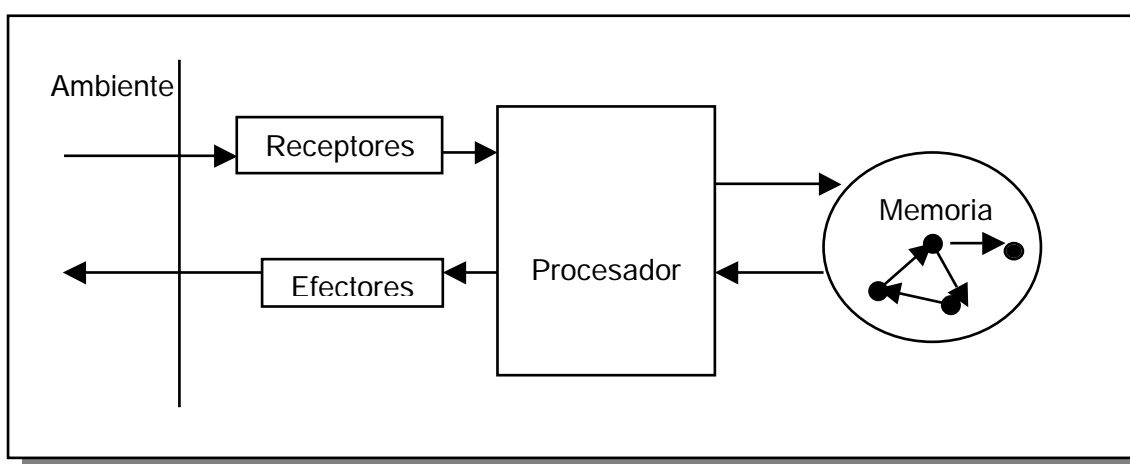 Ambiente
Receptores
Memoria
Procesador
Efectores